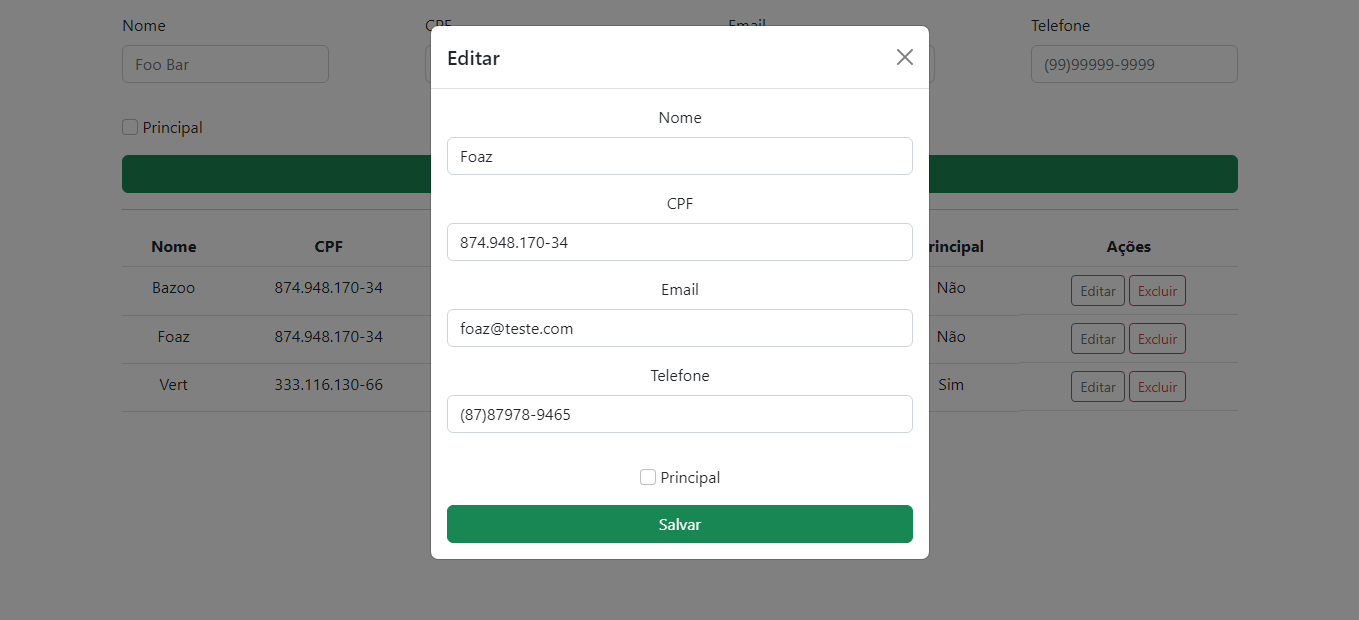 Nome CPF Email Telefone
Foo Bar (99)99999-9999
Principal
Editar
Nome
Foaz
CPF
874.948.170-34
Email
foaz@teste.com
Telefone
(87)87978-9465
Principal
Salvar
Nome CPF rincipal Ações
Bazoo 874.948.170-34 Não Editar Excluir
Foaz 874.948.170-34 Não Editar Excluir
Vert 333.116.130-66 Sim Editar Excluir